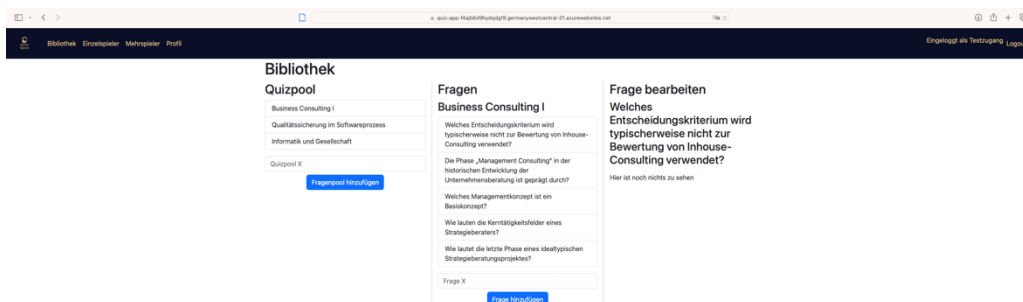 quiz-app-f4ajb6d9hydqdgf8.germanywestcentral-01.azurewebsites.net
Bibliothek Einzelspieler Mehrspieler Profil
Eingeloggt als Testzugang Logou
Bibliothek
Quizpool
Business Consulting I
Qualitätssicherung im Softwareprozess
Informatik und Gesellschaft
Quizpool X
Fragenpool hinzufügen
Fragen
Business Consulting I
Welches Entscheidungskriterium wird
typischerweise nicht zur Bewertung von Inhouse-
Consulting verwendet?
Die Phase „Management Consulting" in der
historischen Entwicklung der
Unternehmensberatung ist geprägt durch?
Welches Managementkonzept ist ein
Basiskonzept?
Wie lauten die Kerntätigkeitsfelder eines
Strategieberaters?
Wie lautet die letzte Phase eines idealtypischen
Strategieberatungsprojektes?
Frage X
Frage hinzufügen
Frage bearbeiten
Welches
Entscheidungskriterium wird
typischerweise nicht zur
Bewertung von Inhouse-
Consulting verwendet?
Hier ist noch nichts zu sehen